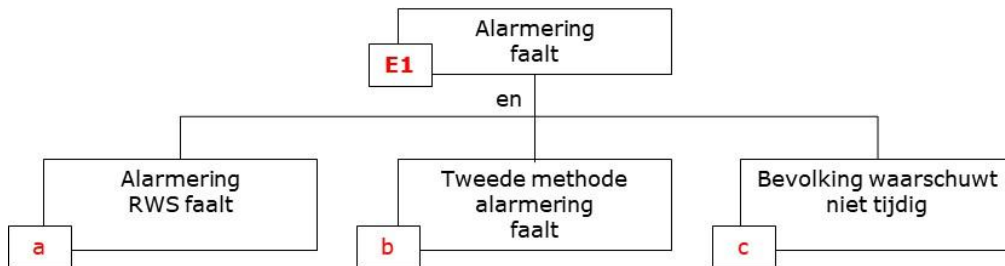 Alarmering
faalt
E1
en
Alarmering
RWS faalt
a
Tweede methode
alarmering
faalt
b
Bevolking waarschuwt
niet tijdig
c